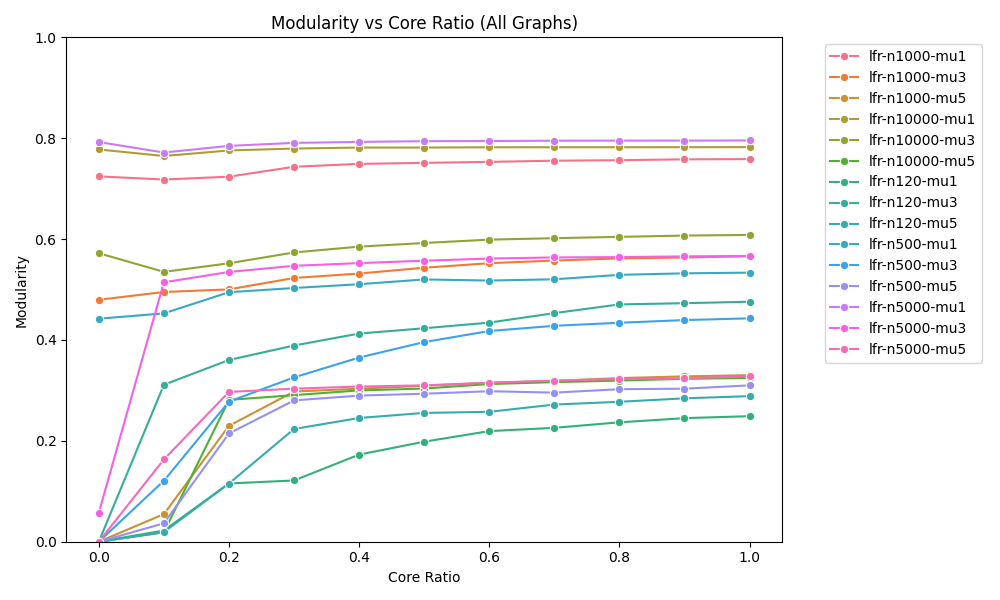 Modularity vs Core Ratio (All Graphs)
1.0
0.8
0.6
0.4
0.2
0.0
Modularity
0.0 0.2 0.4 0.6 0.8 1.0
Core Ratio
lfr-n1000-mu1
lfr-n1000-mu3
lfr-n1000-mu5
lfr-n10000-mu1
lfr-n10000-mu3
lfr-n10000-mu5
lfr-n120-mu1
lfr-n120-mu3
lfr-n120-mu5
lfr-n500-mu1
lfr-n500-mu3
lfr-n500-mu5
lfr-n5000-mu1
lfr-n5000-mu3
lfr-n5000-mu5